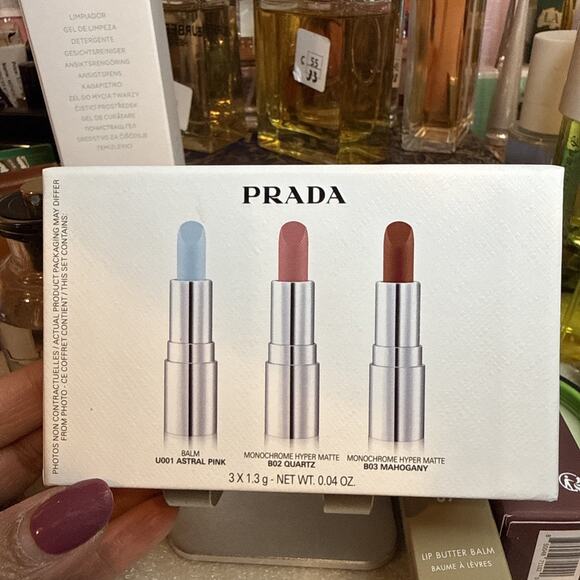 LIMPIADOR
GEL DE LIMPEZA
DETERGENTE
GESICHTSREINIGER
ANSIKTSRENGÖRING
ANSIGTSRENS
ΚΑΘΑΡΙΣΤΙΚΟ
ŻEL DO MYCIA TWARZY
ČISTICÍ PROSTŘEDEK
GEL DE CURĂȚARE
TEMIZLEYICI
PRADA
PHOTOS NON CONTRACTUELLES / ACTUAL PRODUCT PACKAGING MAY DIFFER
FROM PHOTO - CE COFFRET CONTIENT / THIS SET CONTAINS:
BALM
U001 ASTRAL PINK
MONOCHROME HYPER MATTE
B02 QUARTZ
MONOCHROME HYPER MATTE
B03 MAHOGANY
3 X 1.3 g - NET WT. 0.04 OZ.
LIP BUTTER BALM
BAUME À LÈVRES